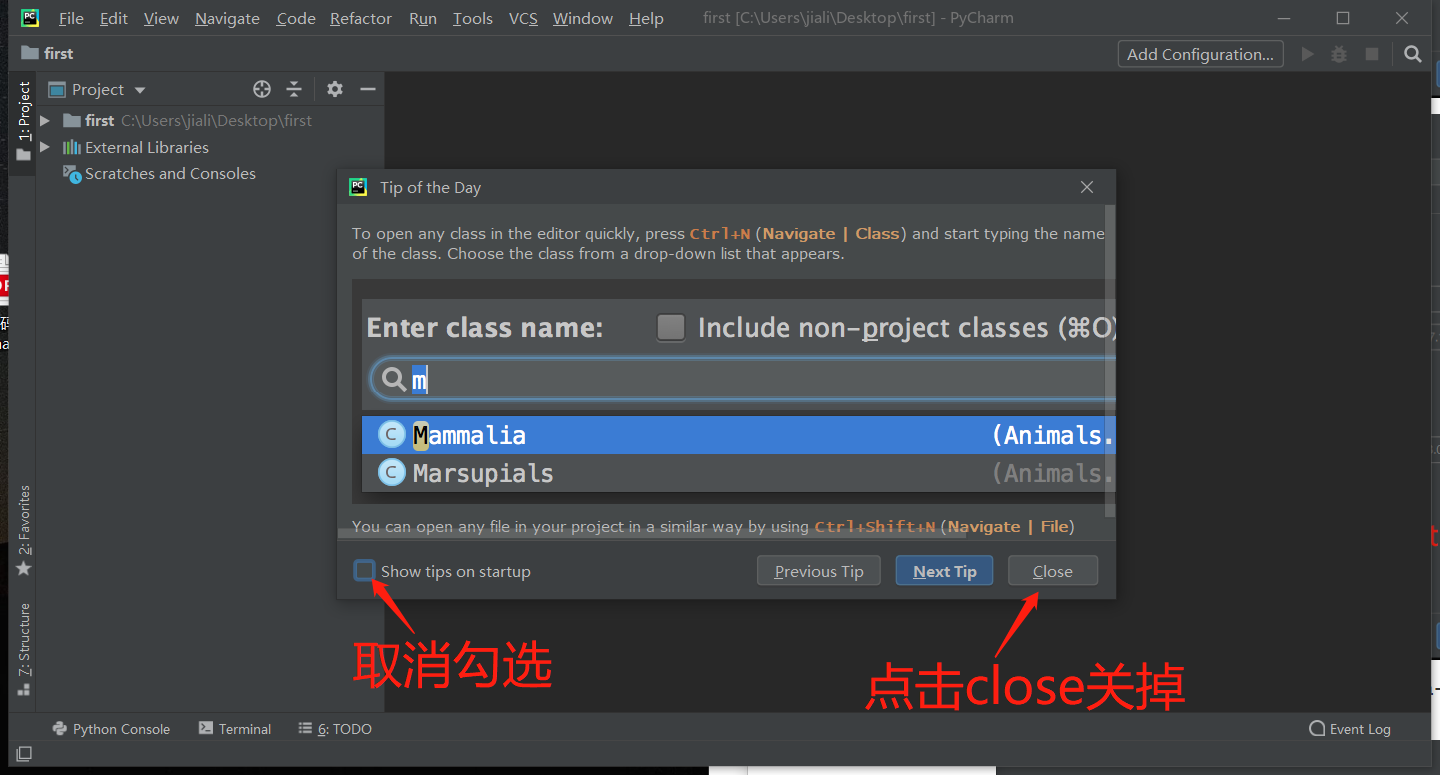 File Edit View Navigate Code Refactor Run Tools VCS Window Help first [C:\Users\jiali\Desktop\first] - PyCharm
first
Add Configuration...
1: Project
Project
first C:\Users\jiali\Desktop\first
External Libraries
Scratches and Consoles
Tip of the Day
To open any class in the editor quickly, press Ctrl+N (Navigate | Class) and start typing the name
of the class. Choose the class from a drop-down list that appears.
Enter class name: Include non-project classes (⌘O)
m
Mammalia (Animals.
Marsupials (Animals.
You can open any file in your project in a similar way by using Ctrl+Shift+N (Navigate | File)
Show tips on startup
Previous Tip
Next Tip
Close
取消勾选
点击close关掉
2: Favorites
7: Structure
Python Console
Terminal
6: TODO
Event Log